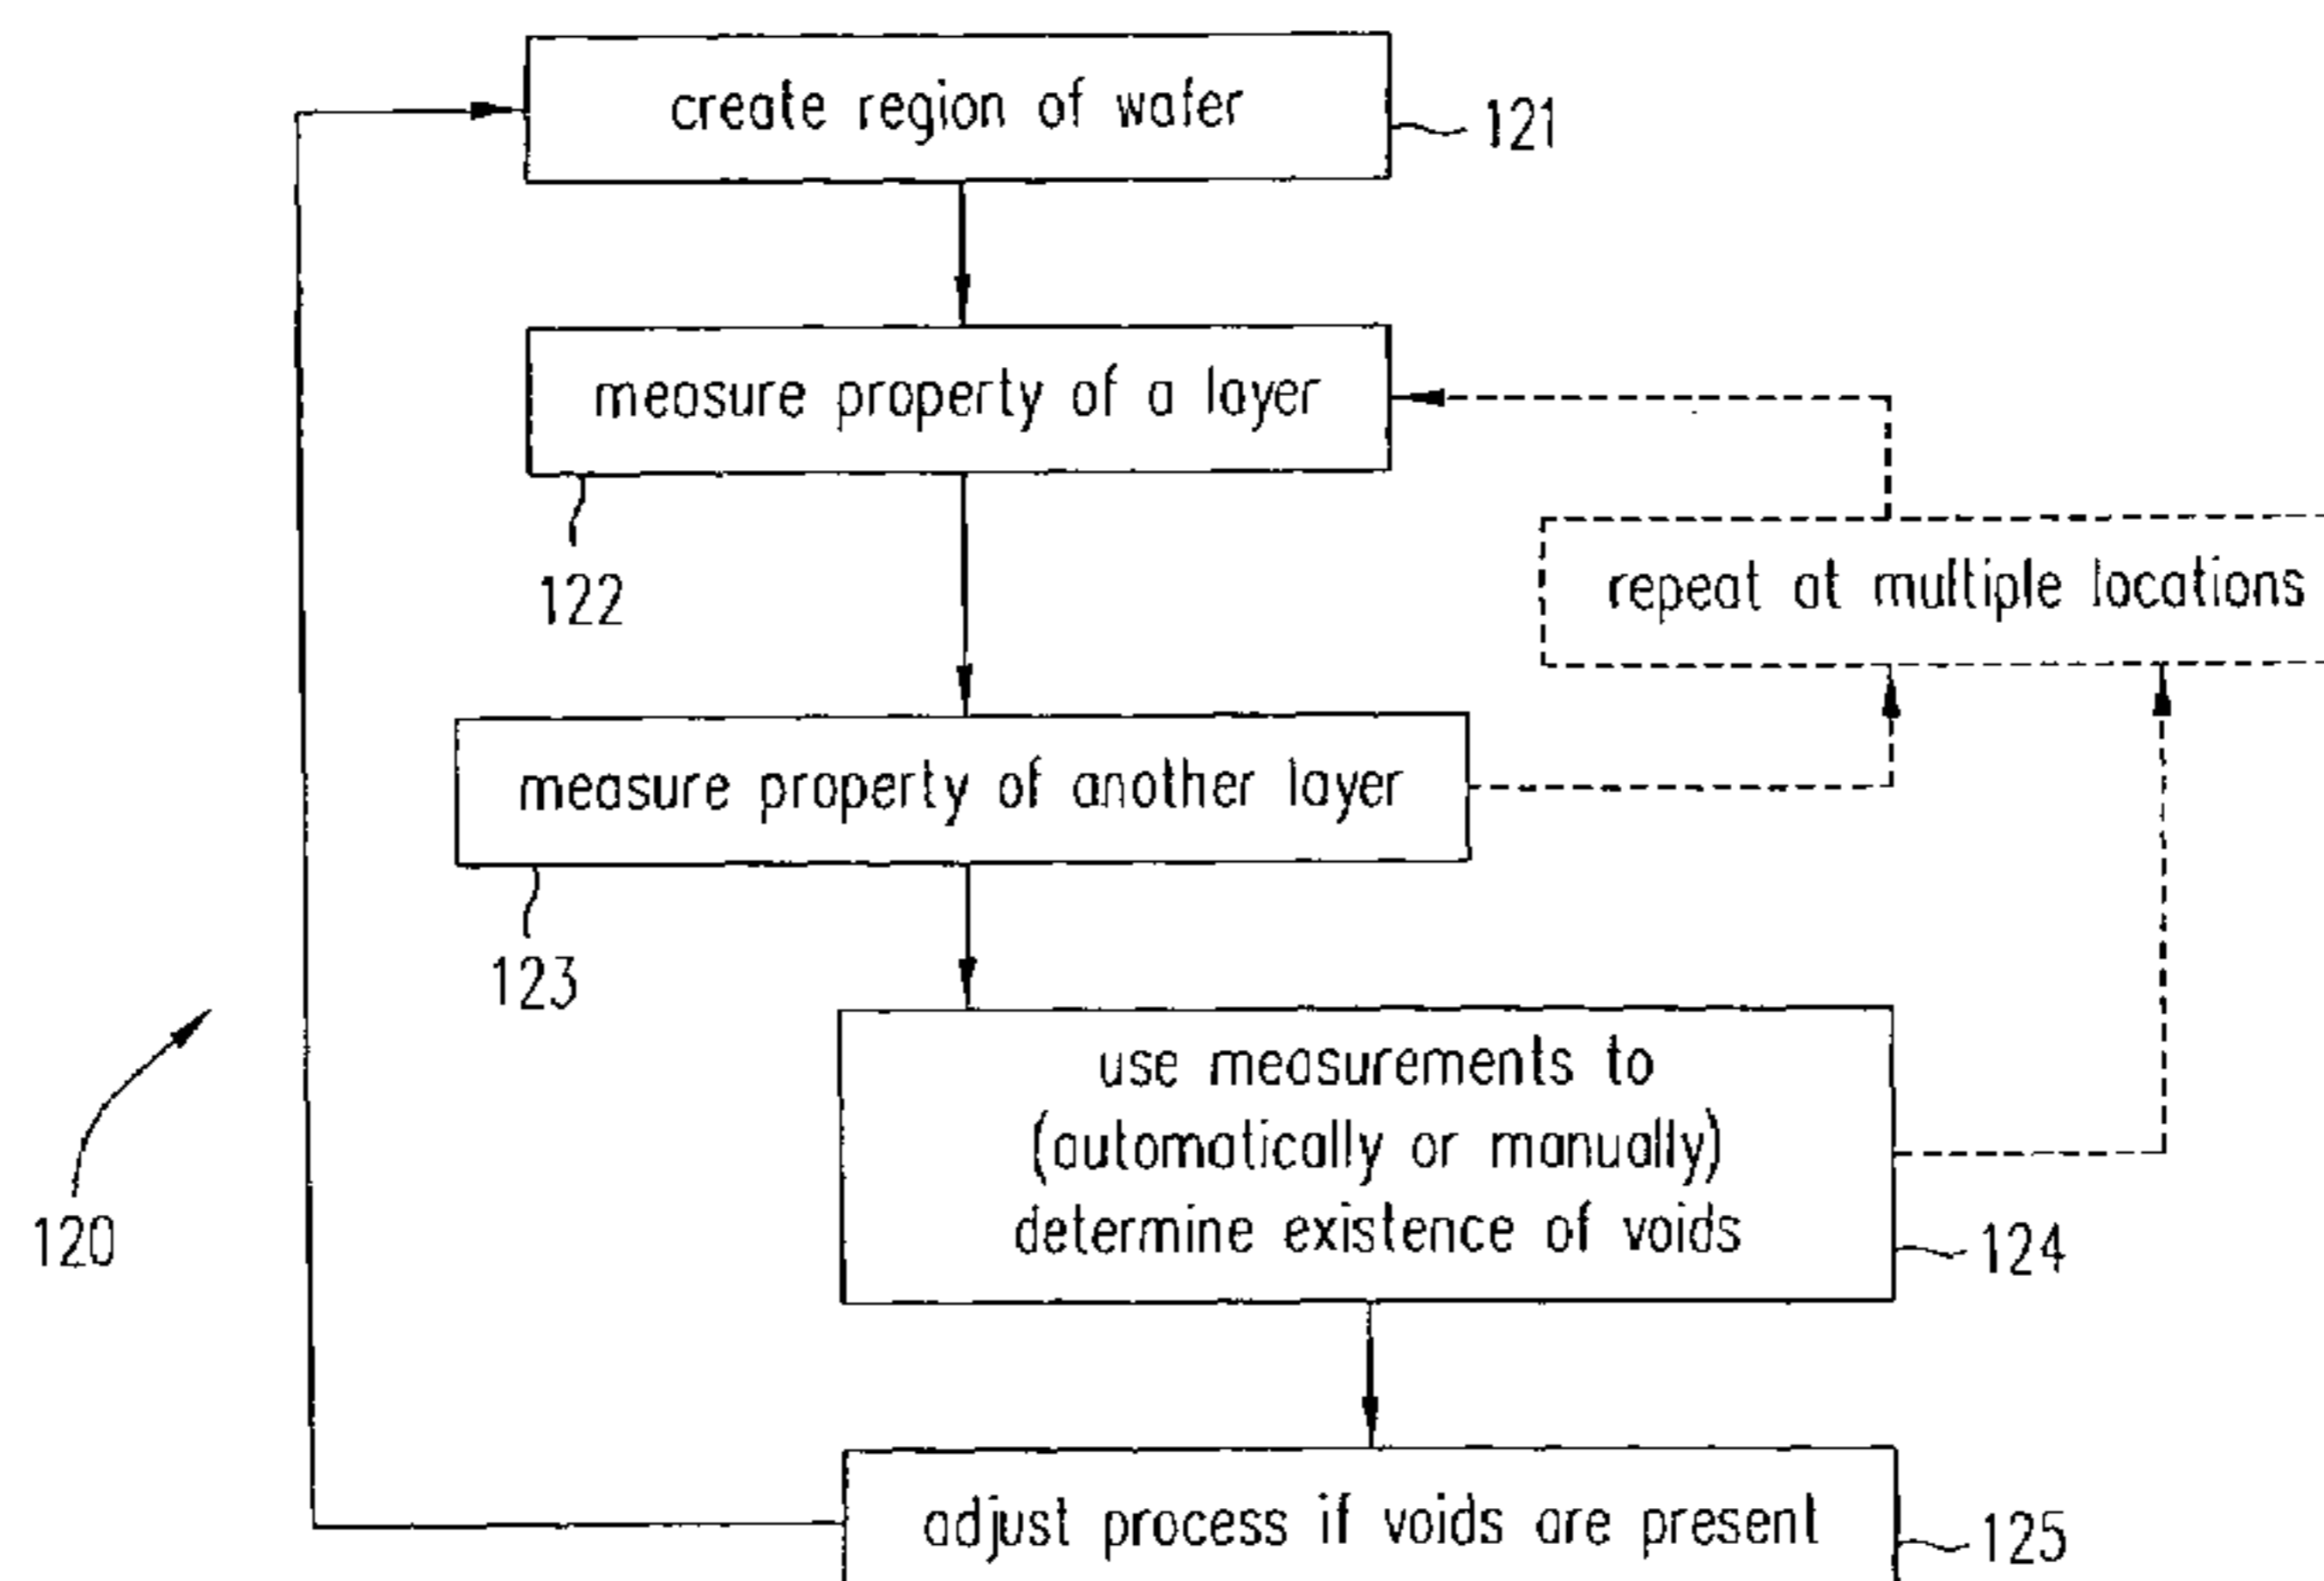 create region of wafer
121
measure property of a layer
122
repeat at multiple locations
measure property of another layer
123
use measurements to
(automatically or manually)
determine existence of voids
120
124
adjust process if voids are present
125